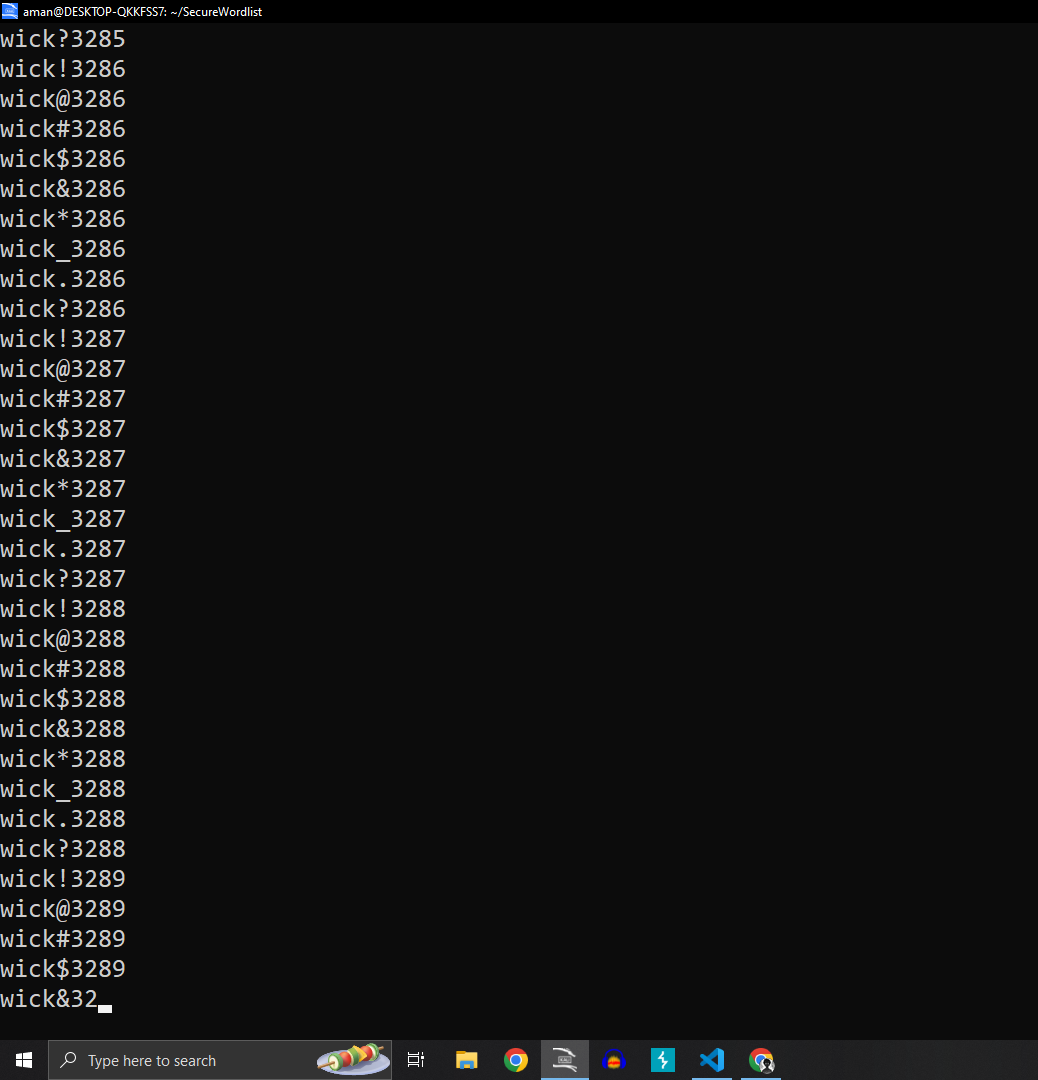 aman@DESKTOP-QKKFSS7: ~/SecureWordlist
wick?3285
wick!3286
wick@3286
wick#3286
wick$3286
wick&3286
wick*3286
wick_3286
wick.3286
wick?3286
wick!3287
wick@3287
wick#3287
wick$3287
wick&3287
wick*3287
wick_3287
wick.3287
wick?3287
wick!3288
wick@3288
wick#3288
wick$3288
wick&3288
wick*3288
wick_3288
wick.3288
wick?3288
wick!3289
wick@3289
wick#3289
wick$3289
wick&32
Type here to search